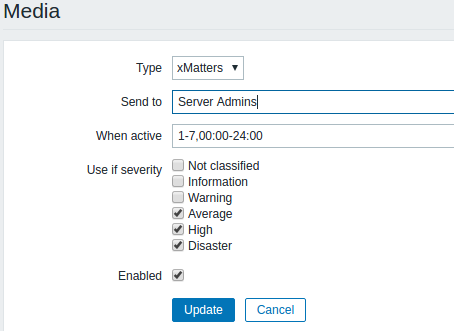 Media
Type xMatters
Send to Server Admins
When active 1-7,00:00-24:00
Use if severity Not classified
Information
Warning
Average
High
Disaster
Enabled
Update Cancel